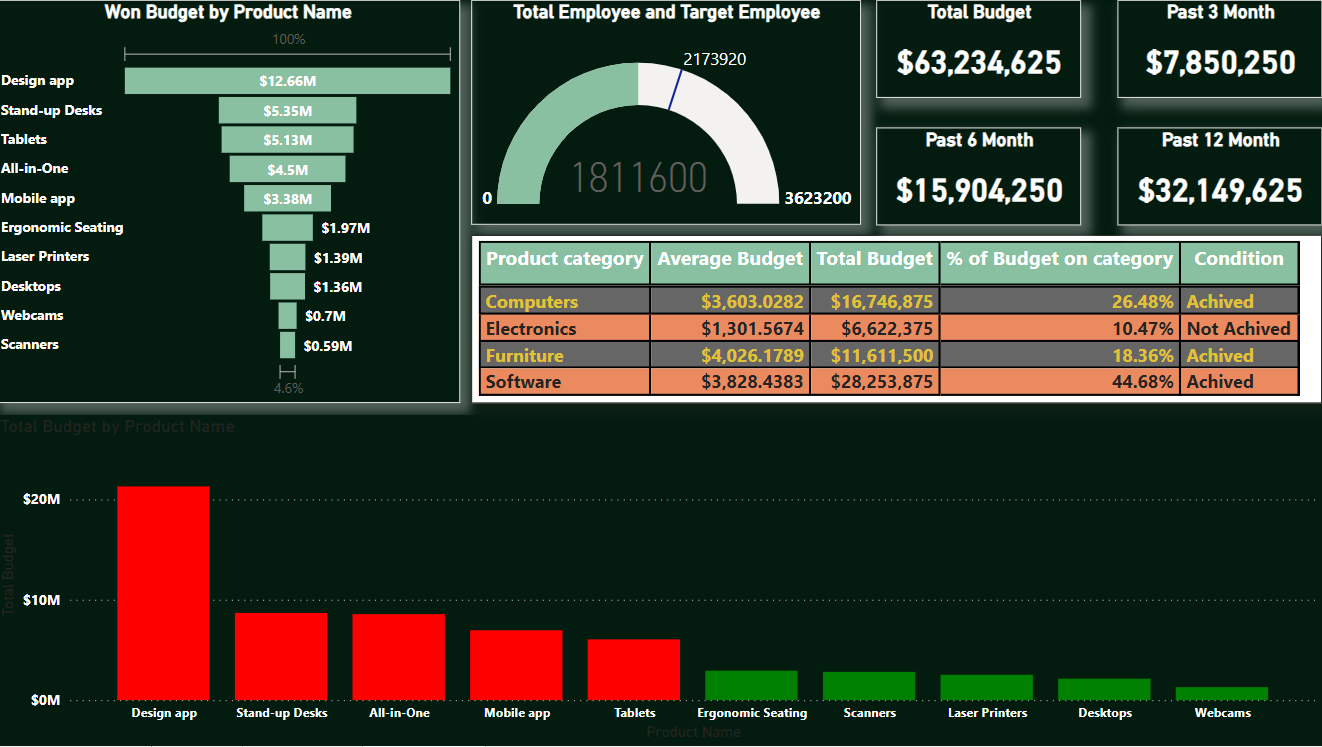 Won Budget by Product Name
100%
Design app $12.66M
Stand-up Desks $5.35M
Tablets $5.13M
All-in-One $4.5M
Mobile app $3.38M
Ergonomic Seating $1.97M
Laser Printers $1.39M
Desktops $1.36M
Webcams $0.7M
Scanners $0.59M
4.6%
Total Employee and Target Employee
2173920
1811600
0 3623200
Total Budget
$63,234,625
Past 3 Month
$7,850,250
Past 6 Month
$15,904,250
Past 12 Month
$32,149,625
Product category Average Budget Total Budget % of Budget on category Condition
Computers $3,603.0282 $16,746,875 26.48% Achived
Electronics $1,301.5674 $6,622,375 10.47% Not Achived
Furniture $4,026.1789 $11,611,500 18.36% Achived
Software $3,828.4383 $28,253,875 44.68% Achived
Total Budget by Product Name
Total Budget
$20M
$10M
$0M
Design app Stand-up Desks All-in-One Mobile app Tablets Ergonomic Seating Scanners Laser Printers Desktops Webcams
Product Name